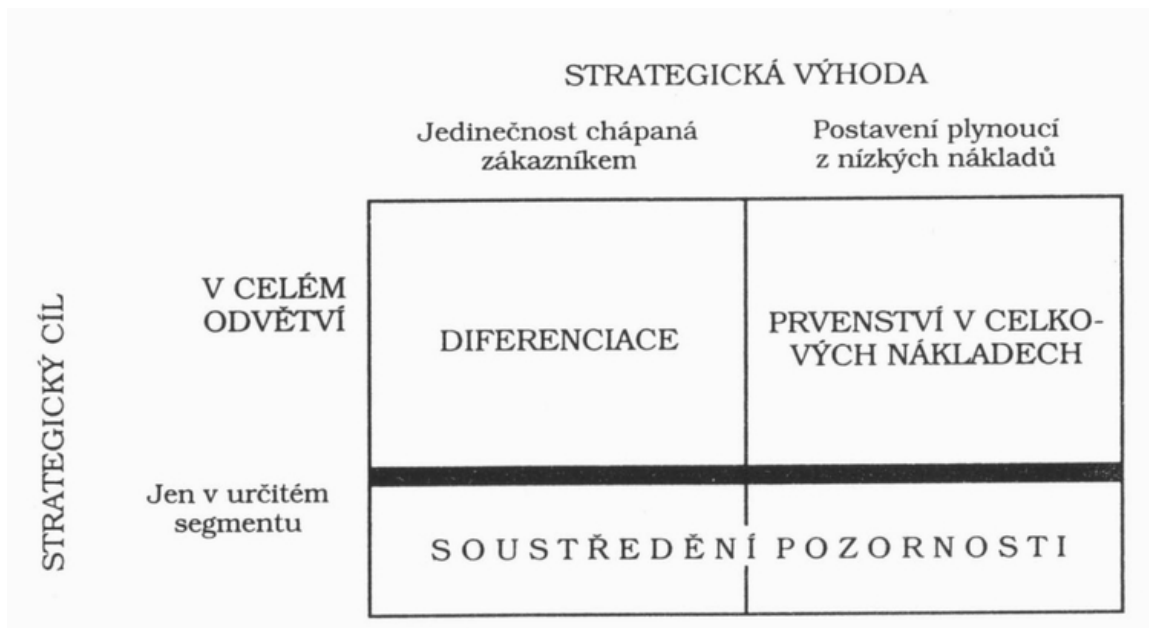 STRATEGICKÁ VÝHODA
Jedinečnost chápaná
zákazníkem
Postavení plynoucí
z nízkých nákladů
STRATEGICKÝ CÍL
V CELÉM
ODVĚTVÍ
DIFERENCIACE
PRVENSTVÍ V CELKO-
VÝCH NÁKLADECH
Jen v určitém
segmentu
SOUSTŘEDĚNÍ POZORNOSTI